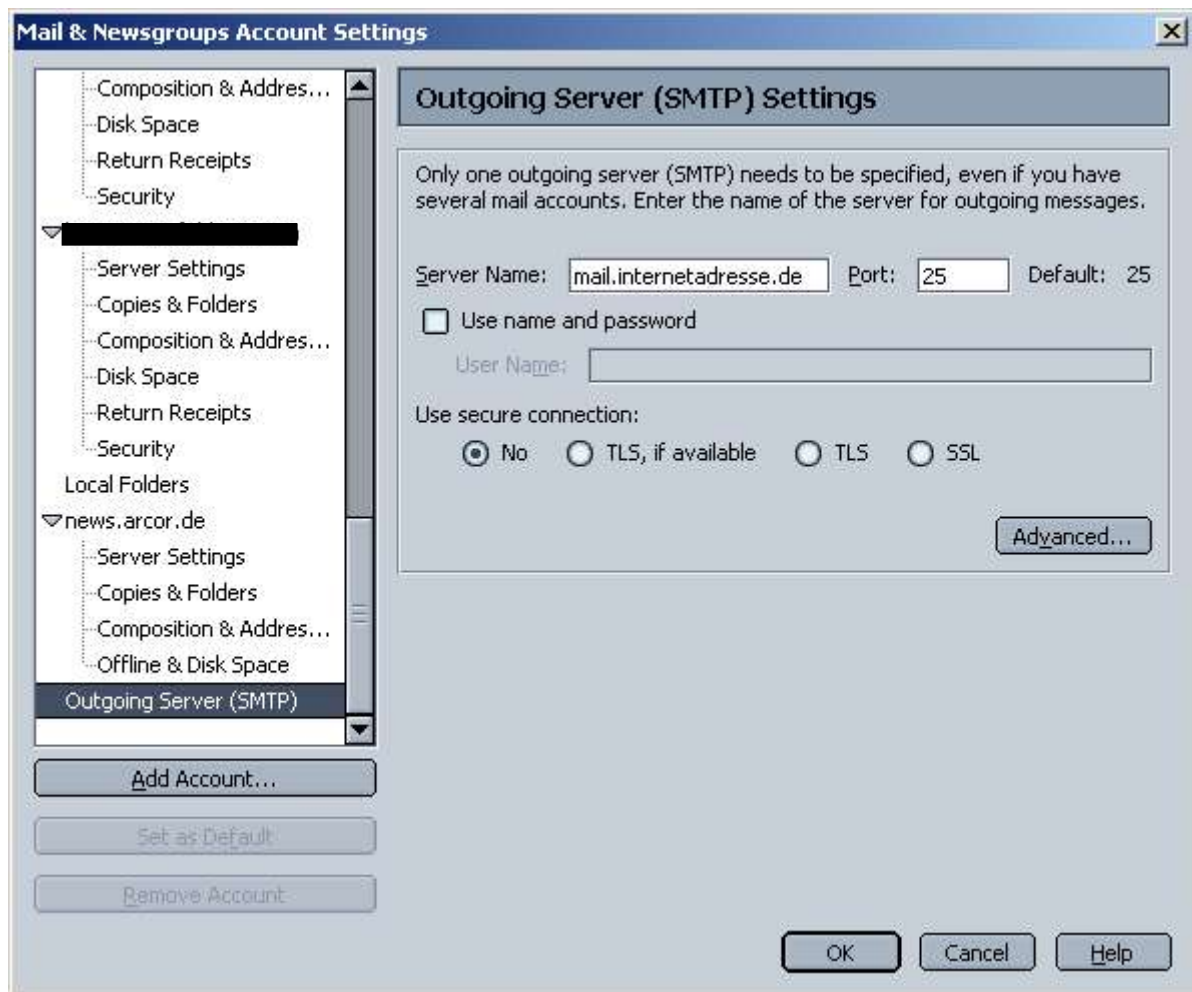 Mail & Newsgroups Account Settings
Composition & Addres...
Disk Space
Return Receipts
Security
Server Settings
Copies & Folders
Composition & Addres...
Disk Space
Return Receipts
Security
Local Folders
news.arcor.de
Server Settings
Copies & Folders
Composition & Addres...
Offline & Disk Space
Outgoing Server (SMTP)
Add Account...
Set as Default
Remove Account
Outgoing Server (SMTP) Settings
Only one outgoing server (SMTP) needs to be specified, even if you have
several mail accounts. Enter the name of the server for outgoing messages.
Server Name: mail.internetadresse.de Port: 25 Default: 25
Use name and password
User Name:
Use secure connection:
No TLS, if available TLS SSL
Advanced...
OK Cancel Help